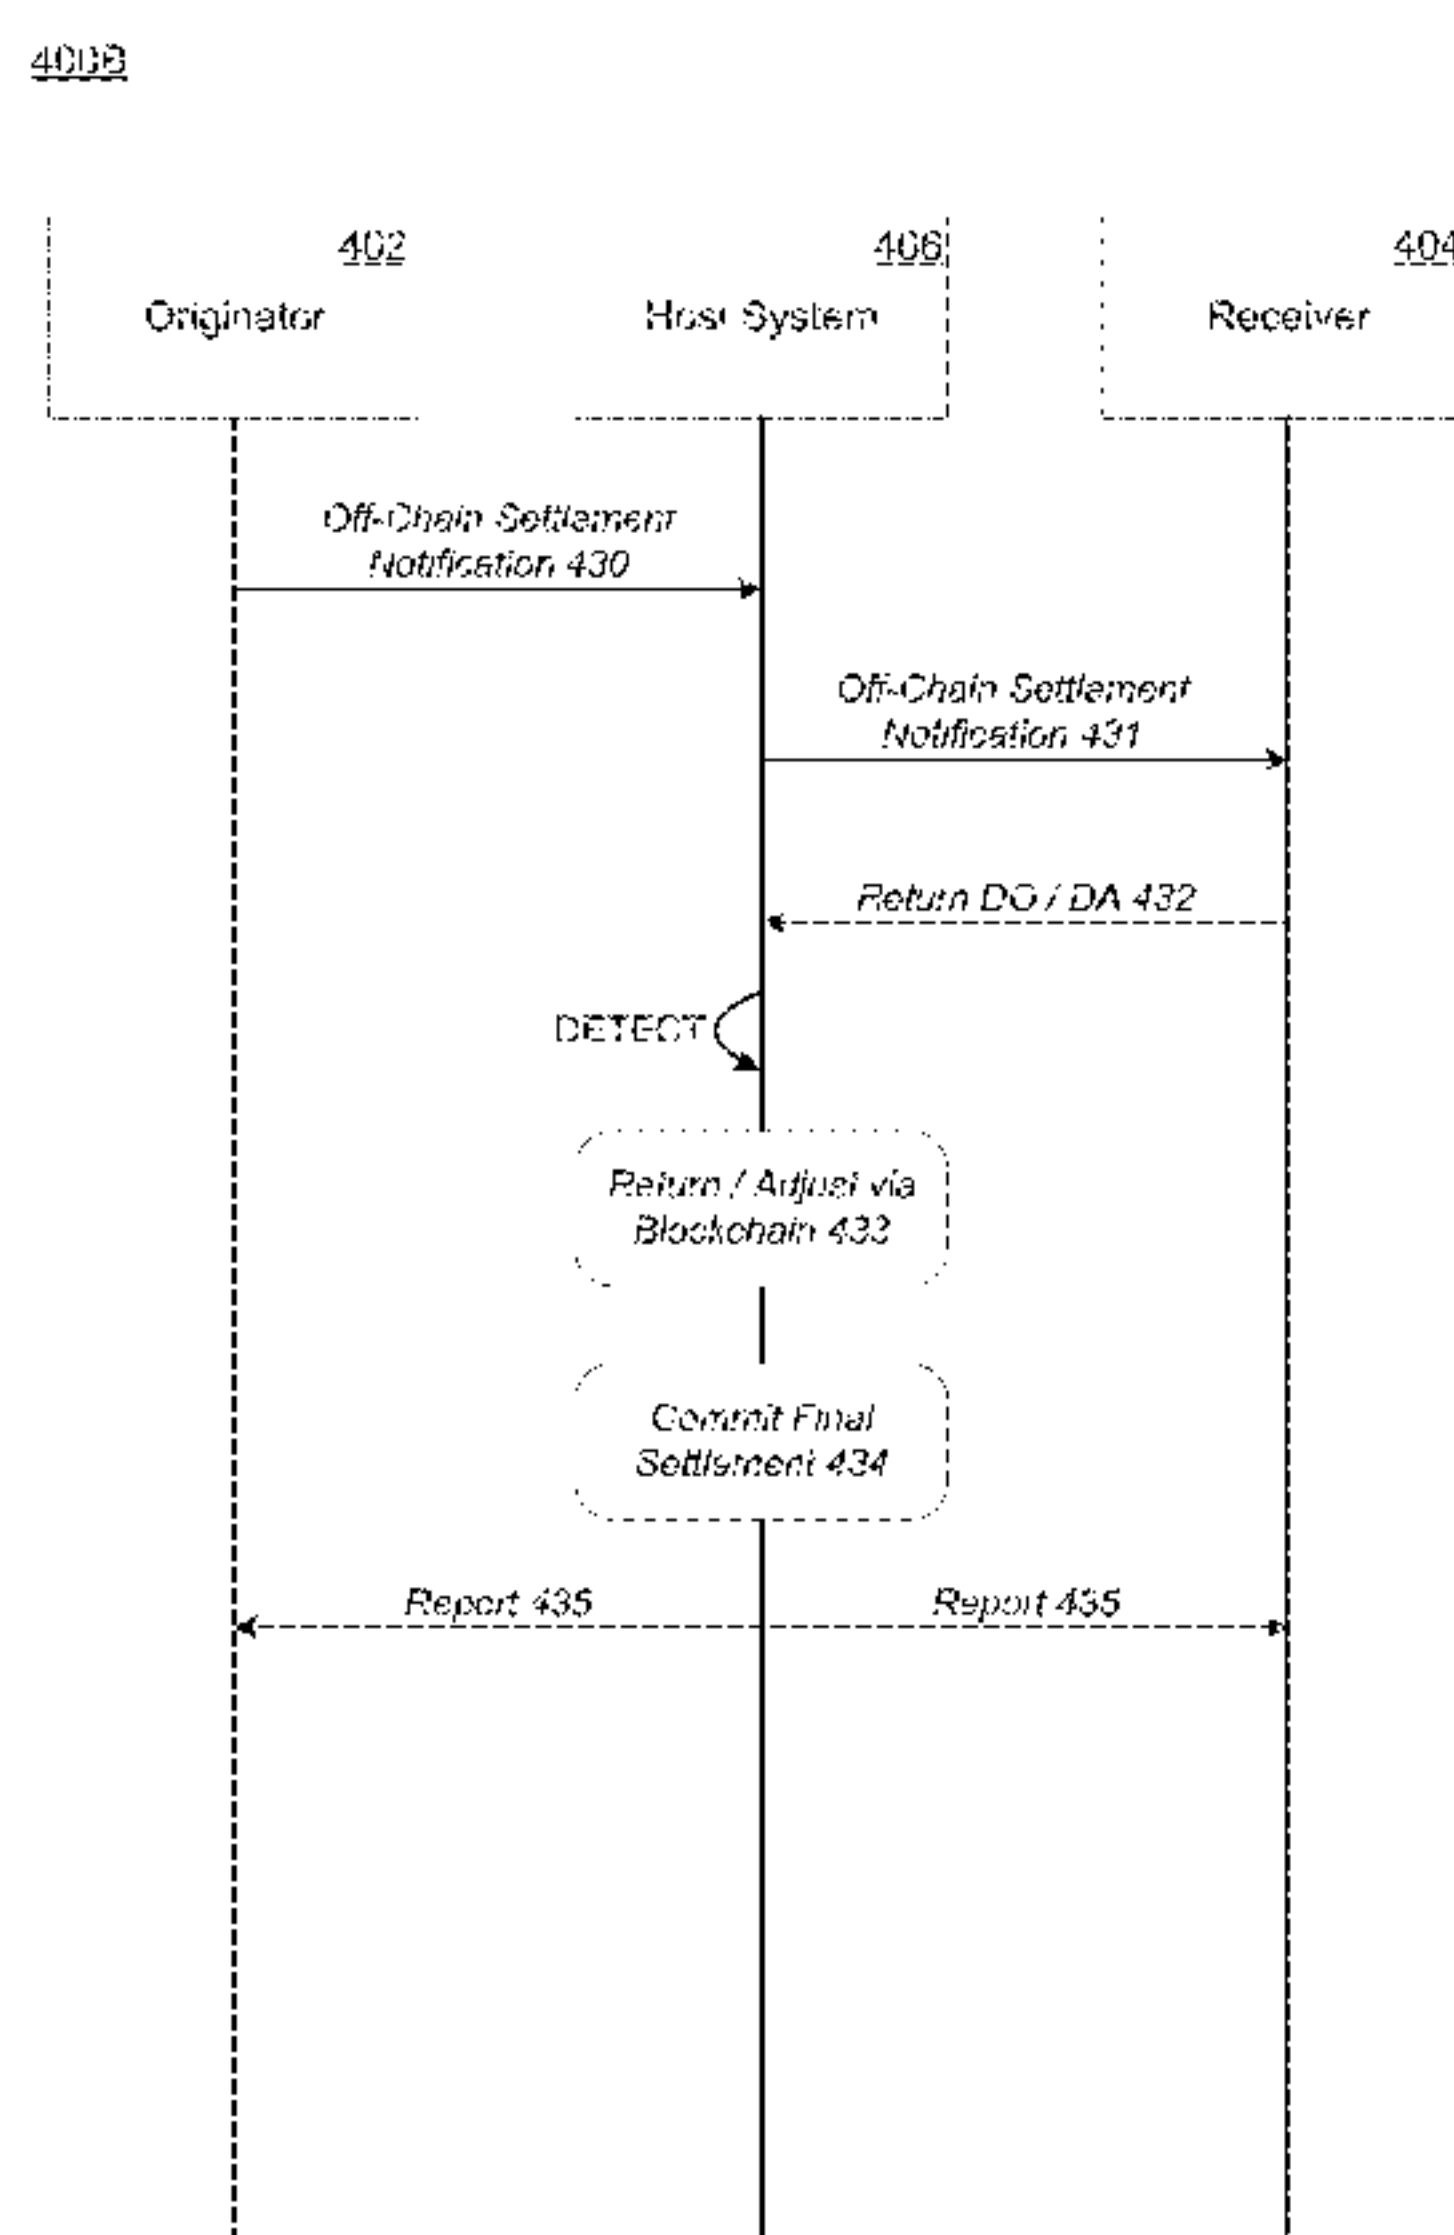 400B
402
406
404
Originator
Host System
Receiver
Off-Chain Settlement
Notification 430
Off-Chain Settlement
Notification 431
Return DO / DA 432
DETECT
Return / Adjust via
Blockchain 433
Commit Final
Settlement 434
Report 435
Report 435